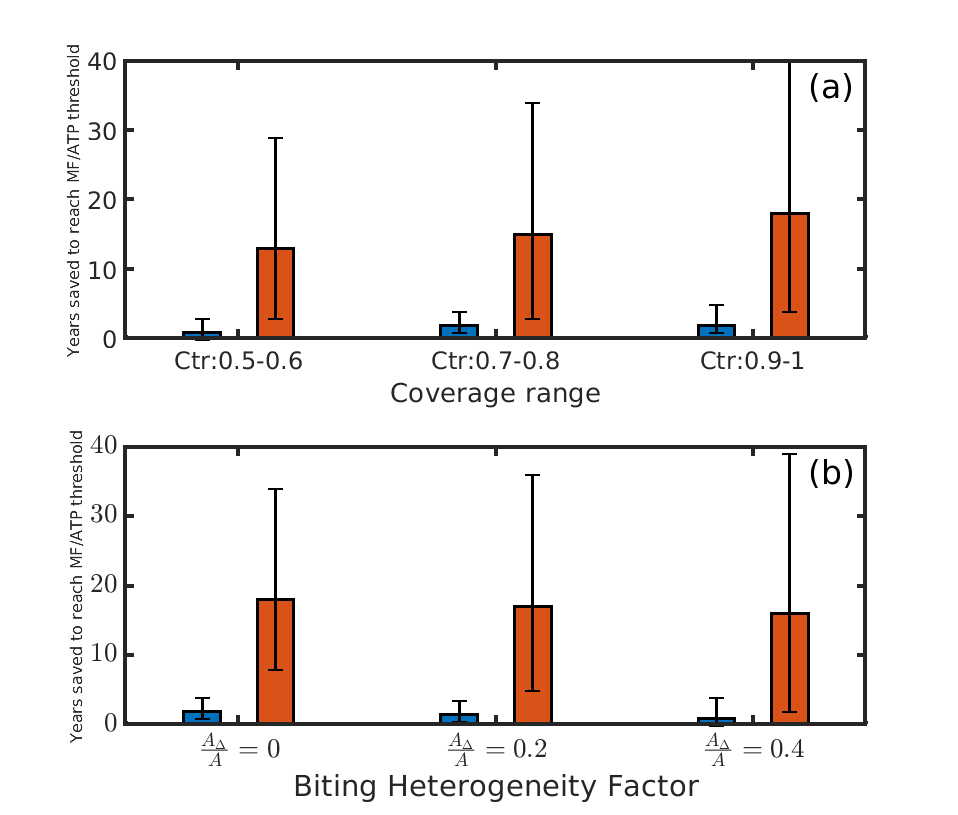 Years saved to reach MF/ATP threshold
40
30
20
10
0
(a)
Ctr:0.5-0.6 Ctr:0.7-0.8 Ctr:0.9-1
Coverage range
Years saved to reach MF/ATP threshold
40
30
20
10
0
(b)
A_Δ/A = 0 A_Δ/A = 0.2 A_Δ/A = 0.4
Biting Heterogeneity Factor